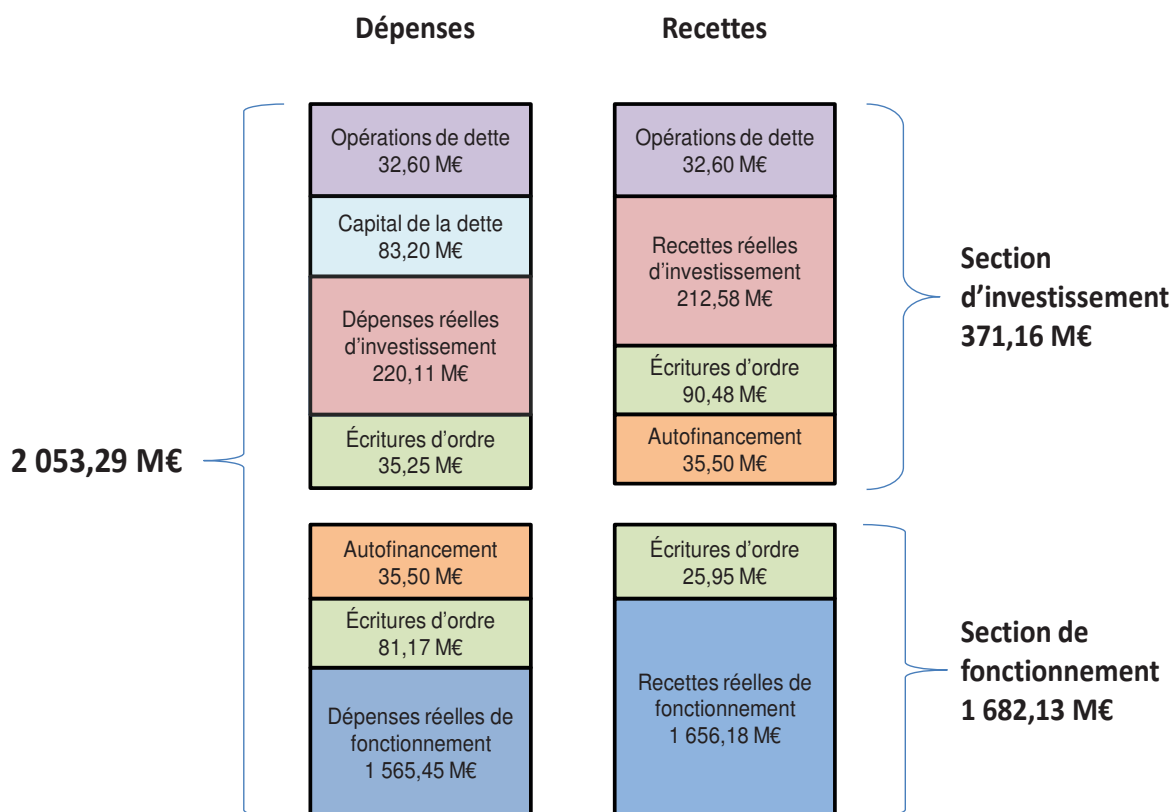 Dépenses
Recettes
Opérations de dette
32,60 M€
Capital de la dette
83,20 M€
Dépenses réelles
d'investissement
220,11 M€
Écritures d'ordre
35,25 M€
Opérations de dette
32,60 M€
Recettes réelles
d'investissement
212,58 M€
Écritures d'ordre
90,48 M€
Autofinancement
35,50 M€
Section
d'investissement
371,16 M€
2 053,29 M€
Autofinancement
35,50 M€
Écritures d'ordre
81,17 M€
Dépenses réelles de
fonctionnement
1 565,45 M€
Écritures d'ordre
25,95 M€
Recettes réelles de
fonctionnement
1 656,18 M€
Section de
fonctionnement
1 682,13 M€